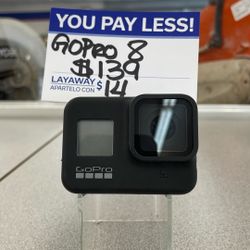 YOU PAY LESS!
GOPRO 8
$139
LAYAWAY $
APARTELO CON 14
GoPro